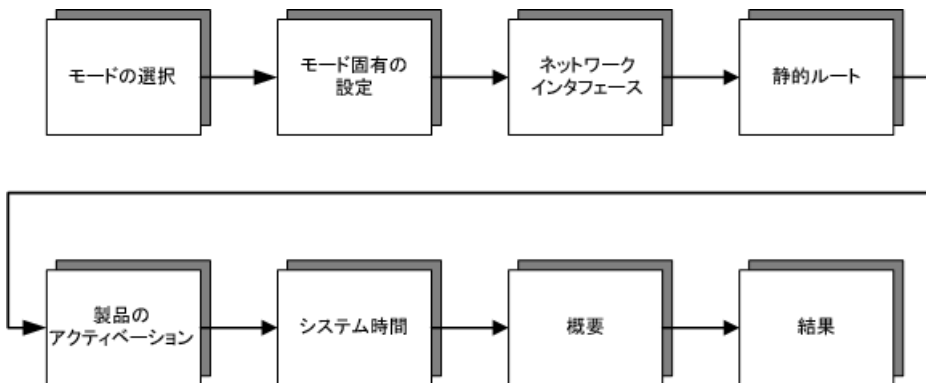 モードの選択
モード固有の
設定
ネットワーク
インタフェース
静的ルート
製品の
アクティベーション
システム時間
概要
結果